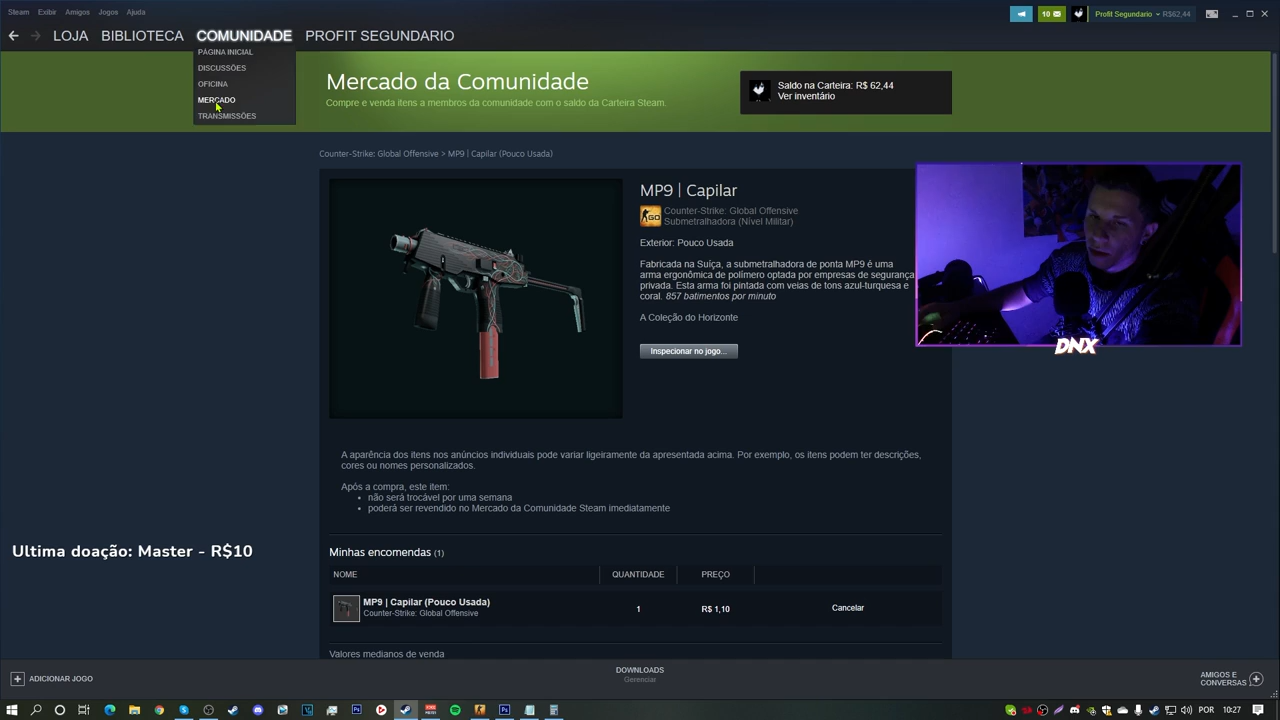 Steam Exibir Amigos Jogos Ajuda
10
Profit Segundario
R$62,44
LOJA BIBLIOTECA COMUNIDADE PROFIT SEGUNDARIO
PÁGINA INICIAL
DISCUSSÕES
OFICINA
MERCADO
TRANSMISSÕES
Mercado da Comunidade
Compre e venda itens a membros da comunidade com o saldo da Carteira Steam.
Saldo na Carteira: R$ 62,44
Ver inventário
Counter-Strike: Global Offensive > MP9 | Capilar (Pouco Usada)
MP9 | Capilar
GO
Counter-Strike: Global Offensive
Submetralhadora (Nível Militar)
Exterior: Pouco Usada
Fabricada na Suíça, a submetralhadora de ponta MP9 é uma
arma ergonômica de polímero optada por empresas de segurança
privada. Esta arma foi pintada com veias de tons azul-turquesa e
coral. 857 batimentos por minuto
A Coleção do Horizonte
Inspecionar no jogo...
DNX
A aparência dos itens nos anúncios individuais pode variar ligeiramente da apresentada acima. Por exemplo, os itens podem ter descrições,
cores ou nomes personalizados.
Após a compra, este item:
• não será trocável por uma semana
• poderá ser revendido no Mercado da Comunidade Steam imediatamente
Ultima doação: Master - R$10
Minhas encomendas (1)
NOME QUANTIDADE PREÇO
MP9 | Capilar (Pouco Usada)
Counter-Strike: Global Offensive
1 R$ 1,10 Cancelar
Valores medianos de venda
ADICIONAR JOGO
DOWNLOADS
Gerenciar
AMIGOS E
CONVERSAS
POR 10:27